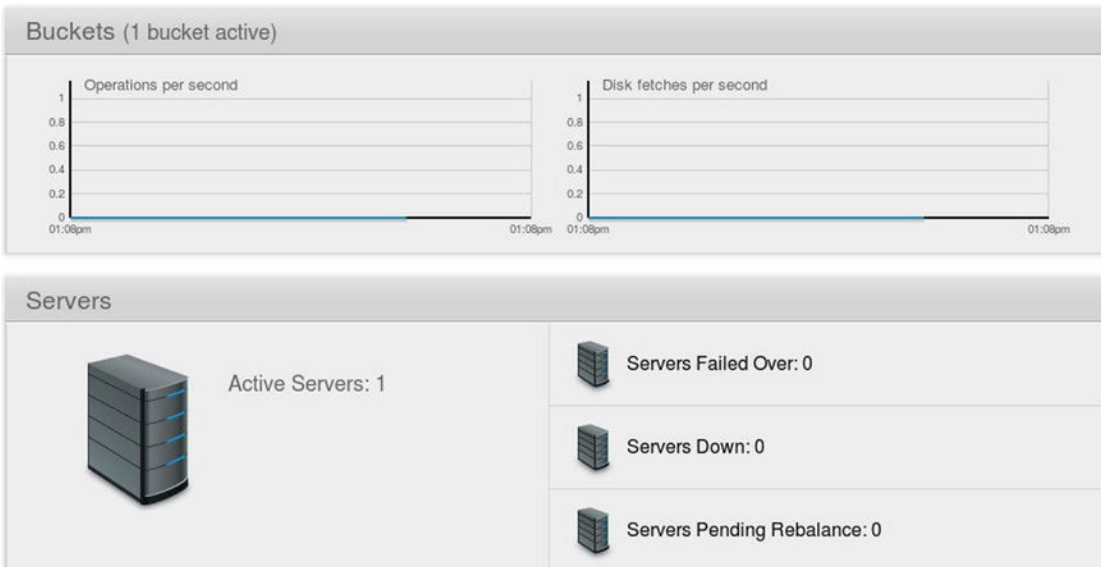 Buckets (1 bucket active)
Operations per second
1
0.8
0.6
0.4
0.2
0
01:08pm 01:08pm
Disk fetches per second
1
0.8
0.6
0.4
0.2
0
01:08pm 01:08pm
Servers
Active Servers: 1
Servers Failed Over: 0
Servers Down: 0
Servers Pending Rebalance: 0